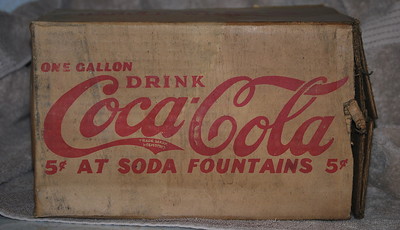 ONE GALLON
DRINK
Coca-Cola
5¢ AT SODA FOUNTAINS 5¢